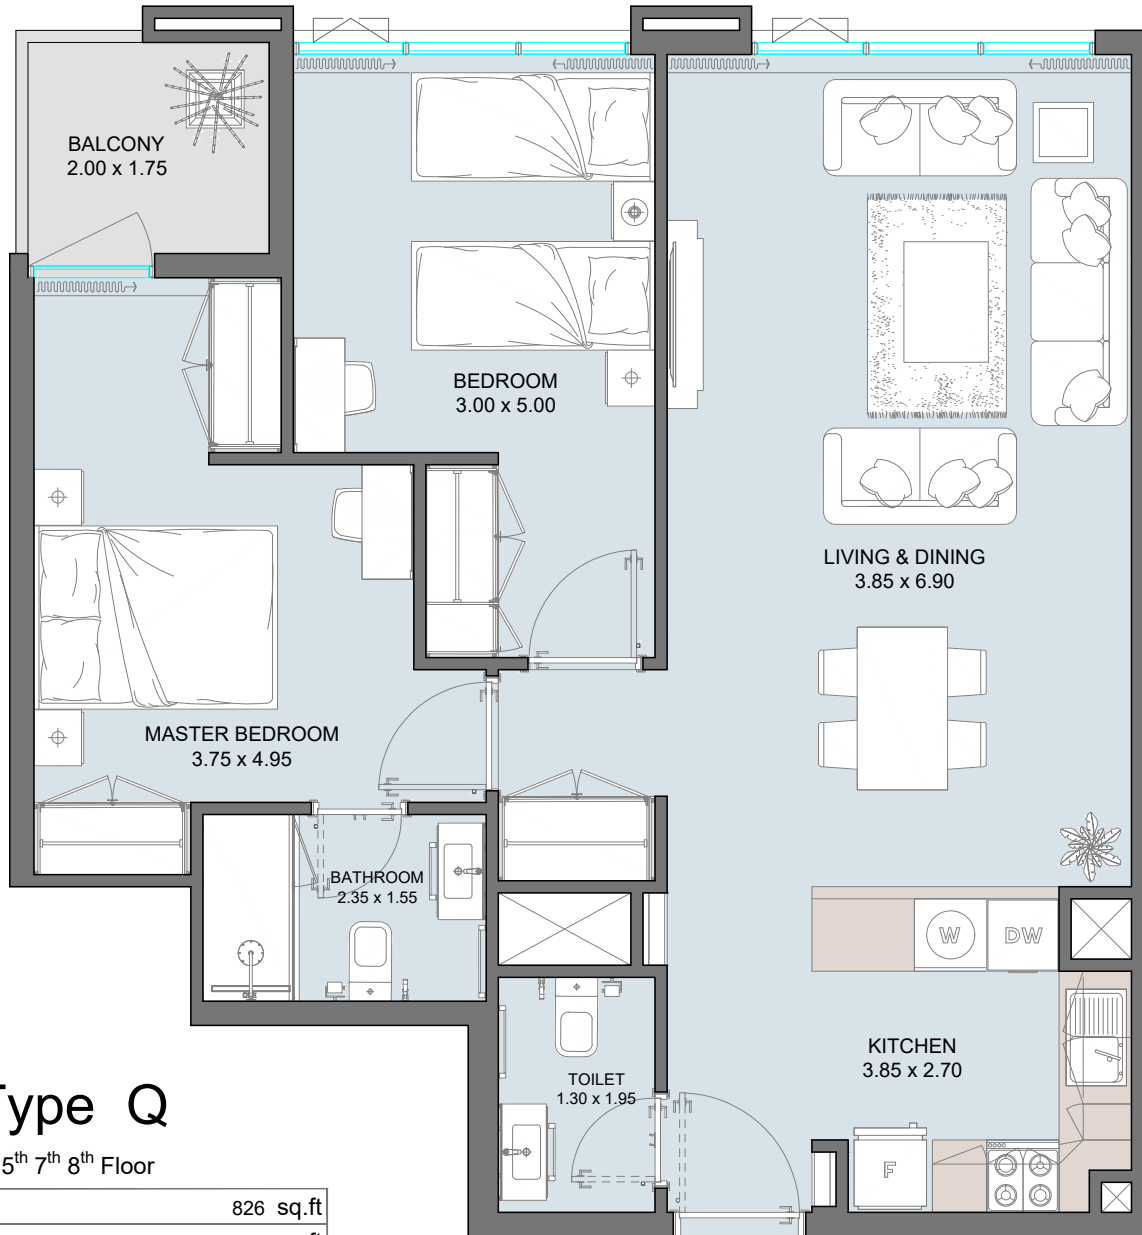 BALCONY
2.00 x 1.75
BEDROOM
3.00 x 5.00
LIVING & DINING
3.85 x 6.90
MASTER BEDROOM
3.75 x 4.95
BATHROOM
2.35 x 1.55
W
DW
KITCHEN
3.85 x 2.70
TOILET
1.30 x 1.95
F
Type Q
5th 7th 8th Floor
826 sq.ft